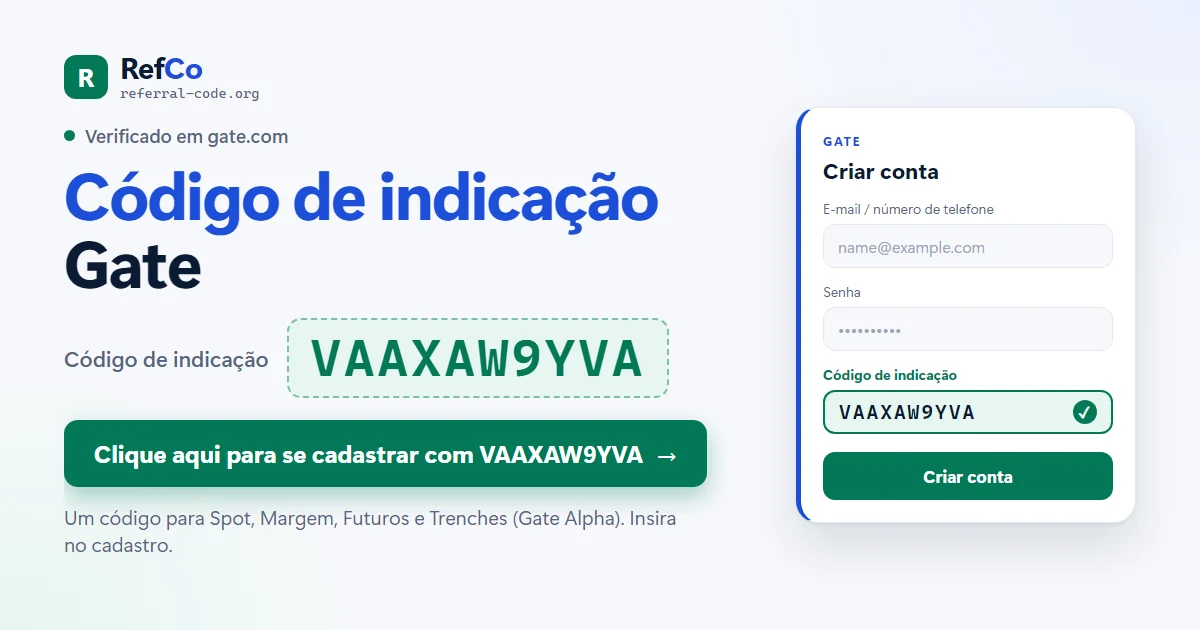 R
RefCo
referral-code.org
Verificado em gate.com
Código de indicação
Gate
Código de indicação
VAAXAW9YVA
Clique aqui para se cadastrar com VAAXAW9YVA →
Um código para Spot, Margem, Futuros e Trenches (Gate Alpha). Insira
no cadastro.
GATE
Criar conta
E-mail / número de telefone
name@example.com
Senha
••••••••••
Código de indicação
VAAXAW9YVA
✓
Criar conta